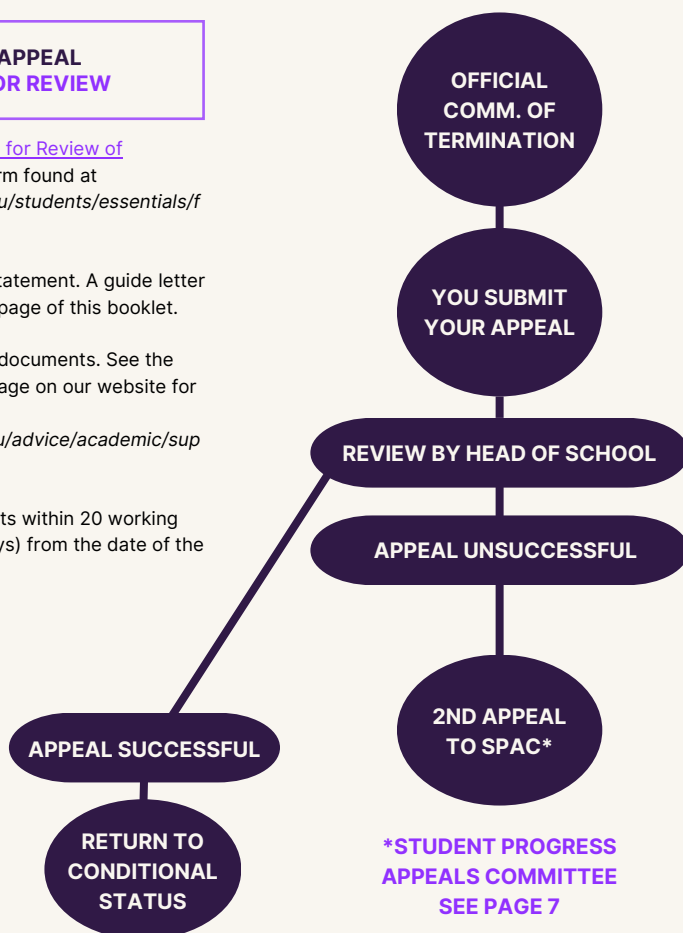 APPEAL
OR REVIEW
for Review of
rm found at
u/students/essentials/f
tatement. A guide letter
page of this booklet.
documents. See the
age on our website for
u/advice/academic/sup
ts within 20 working
ys) from the date of the
OFFICIAL
COMM. OF
TERMINATION
YOU SUBMIT
YOUR APPEAL
REVIEW BY HEAD OF SCHOOL
APPEAL UNSUCCESSFUL
2ND APPEAL
TO SPAC*
APPEAL SUCCESSFUL
RETURN TO
CONDITIONAL
STATUS
*STUDENT PROGRESS
APPEALS COMMITTEE
SEE PAGE 7